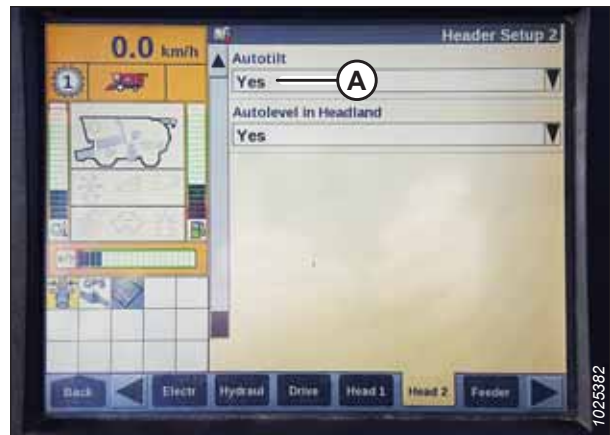 0.0 km/h
Header Setup 2
1
Autotilt
Yes
A
Autolevel in Headland
Yes
GPS
Back
Electr
Hydraul
Drive
Head 1
Head 2
Feeder
1025382